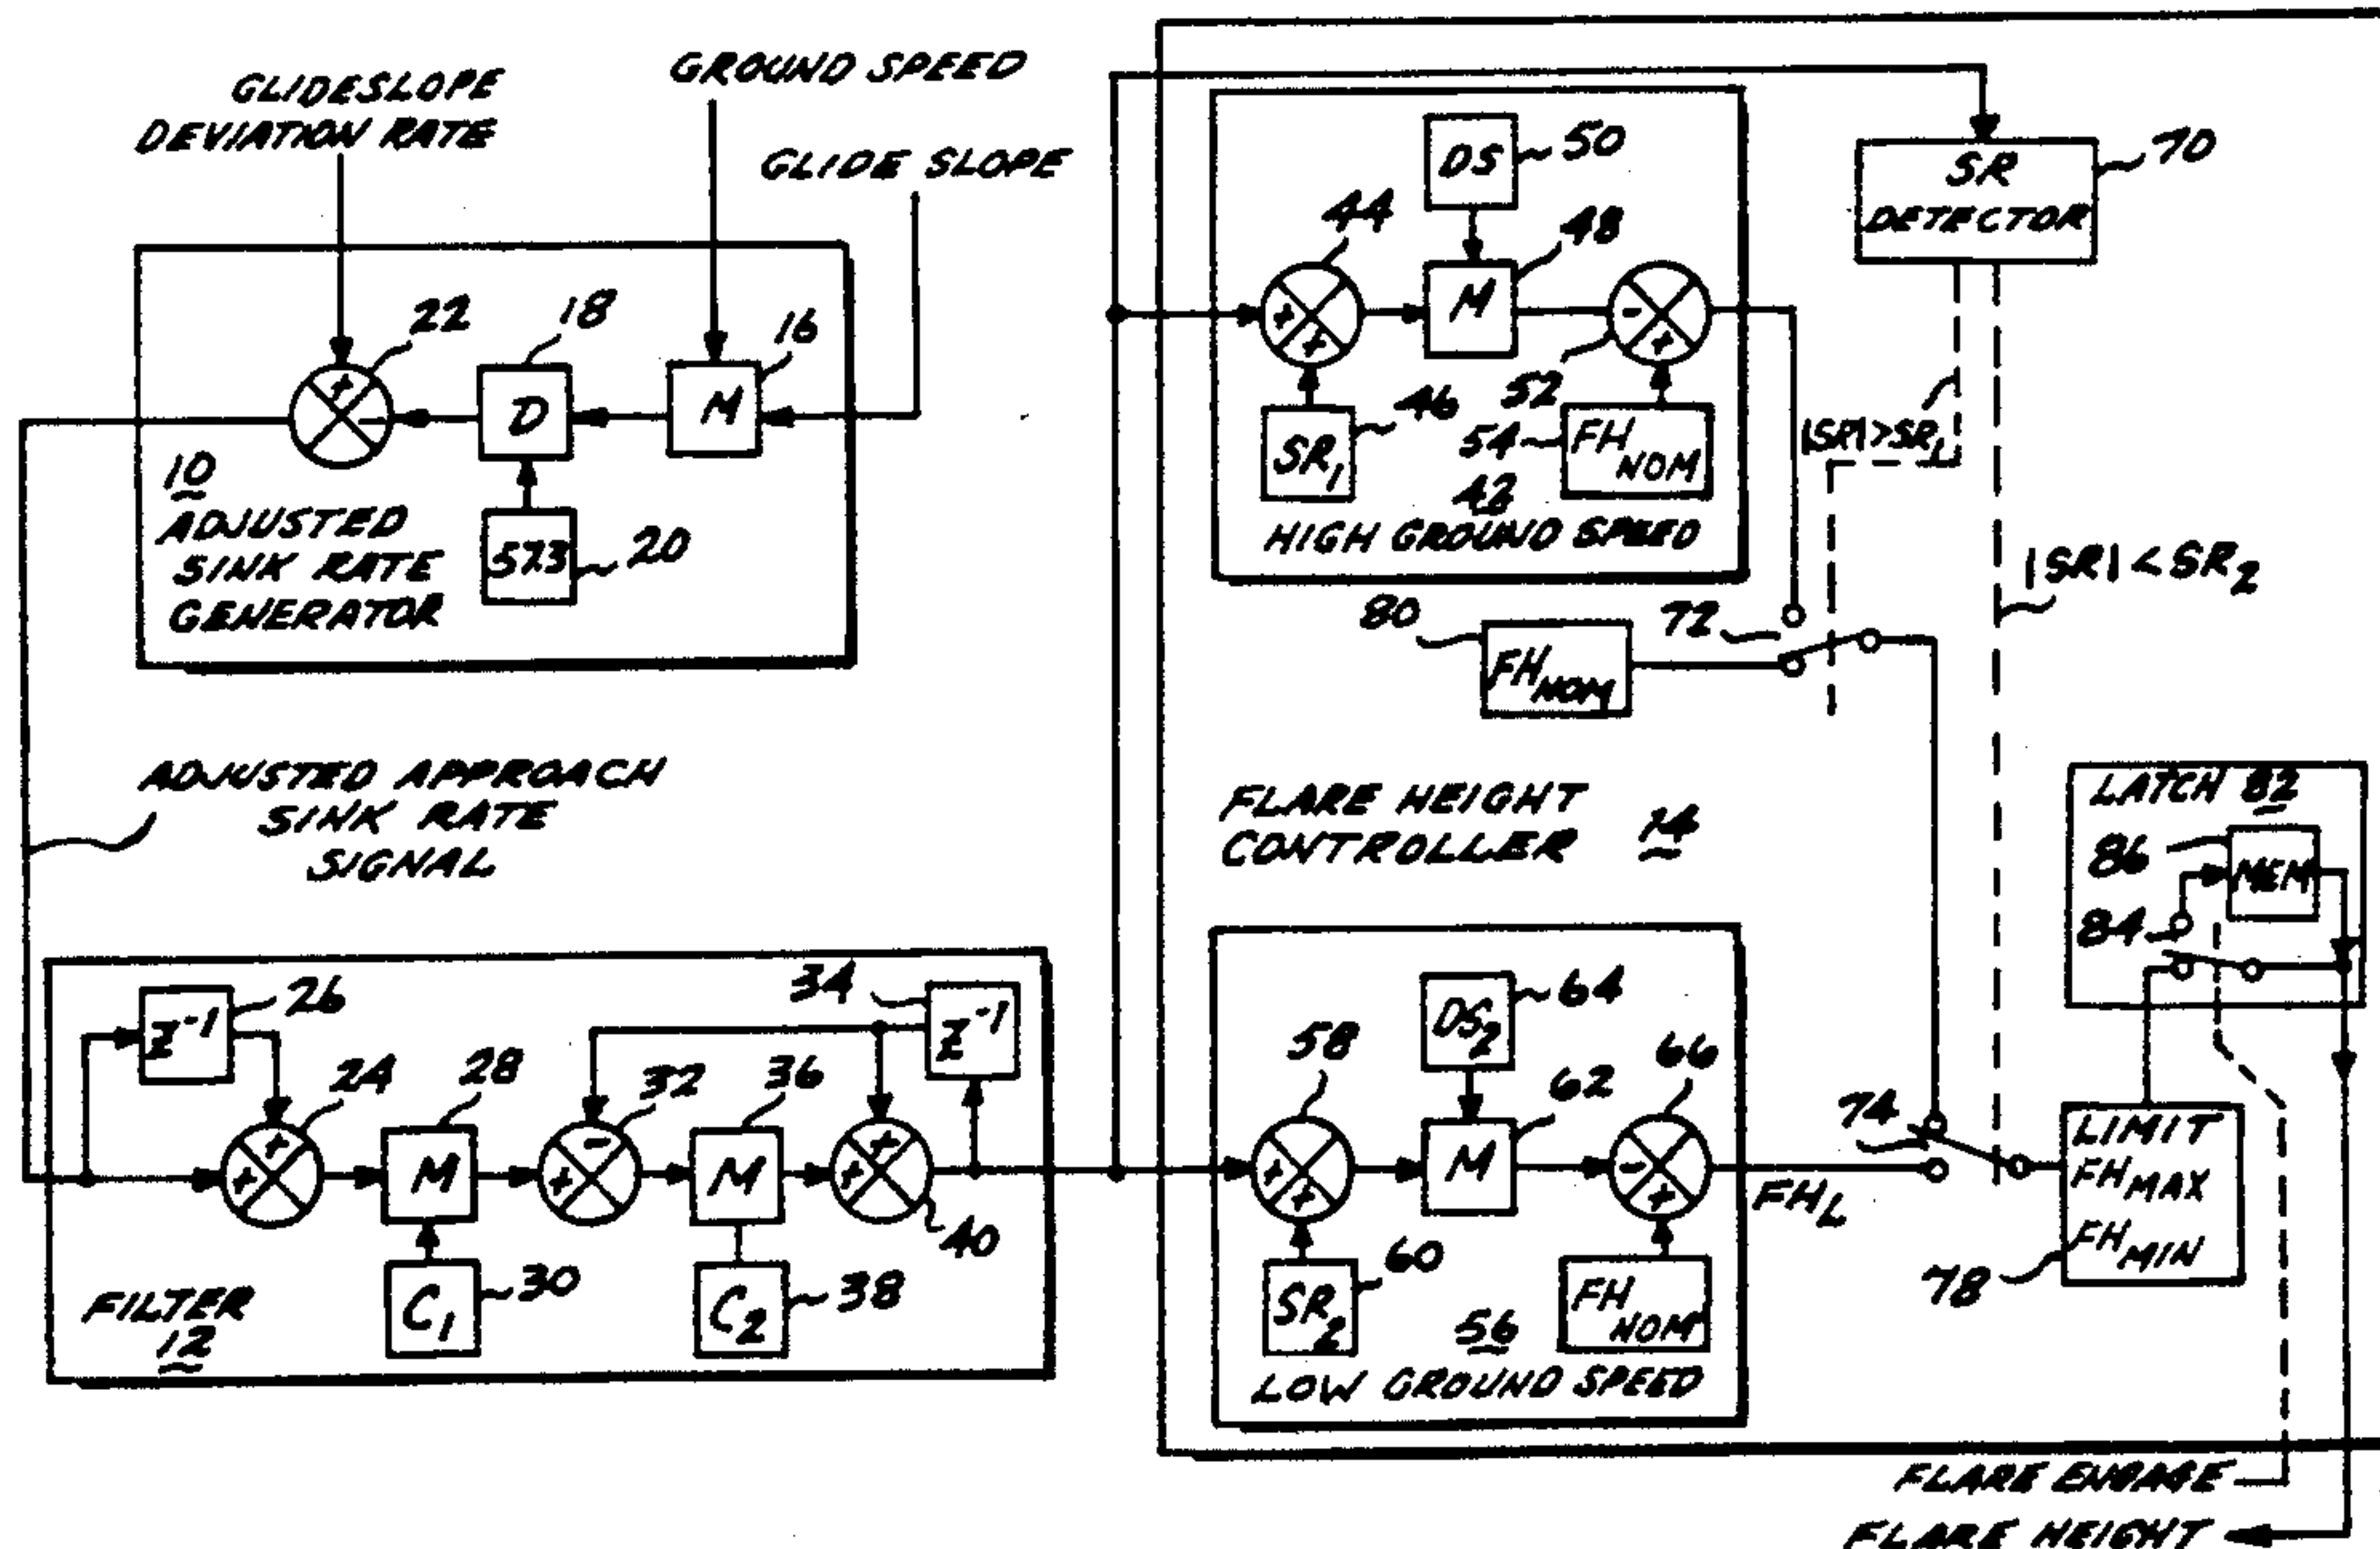 GLIDESLOPE
DEVIATION RATE
GROUND SPEED
GLIDE SLOPE
22
18
16
+
−
D
M
57.3
20
10
ADJUSTED
SINK RATE
GENERATOR
ADJUSTED APPROACH
SINK RATE
SIGNAL
Z-1
26
34
Z-1
24
28
32
36
+
+
M
−
+
M
+
+
40
C1
30
C2
38
FILTER
12
DS
50
44
48
+
+
M
−
+
52
SR1
46
54
FH
NOM
42
HIGH GROUND SPEED
SR
DETECTOR
70
|SR|>SR1
|SR| < SR2
80
FH NOM
72
FLARE HEIGHT
CONTROLLER
14
LATCH 82
86
MEM
84
DS2
64
58
62
66
+
+
M
−
+
SR2
60
FH
NOM
56
LOW GROUND SPEED
FHL
74
LIMIT
FH MAX
FH MIN
78
FLARE ENGAGE
FLARE HEIGHT